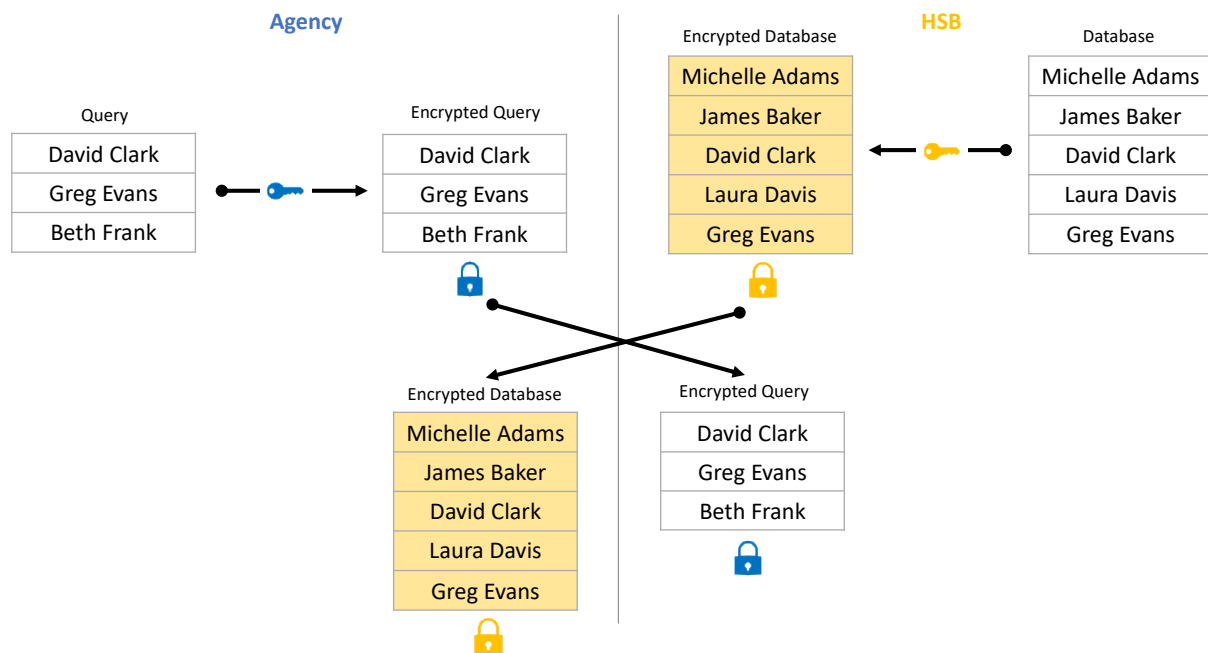 Agency
HSB
Query
David Clark
Greg Evans
Beth Frank
Encrypted Query
David Clark
Greg Evans
Beth Frank
Encrypted Database
Michelle Adams
James Baker
David Clark
Laura Davis
Greg Evans
Database
Michelle Adams
James Baker
David Clark
Laura Davis
Greg Evans
Encrypted Database
Michelle Adams
James Baker
David Clark
Laura Davis
Greg Evans
Encrypted Query
David Clark
Greg Evans
Beth Frank